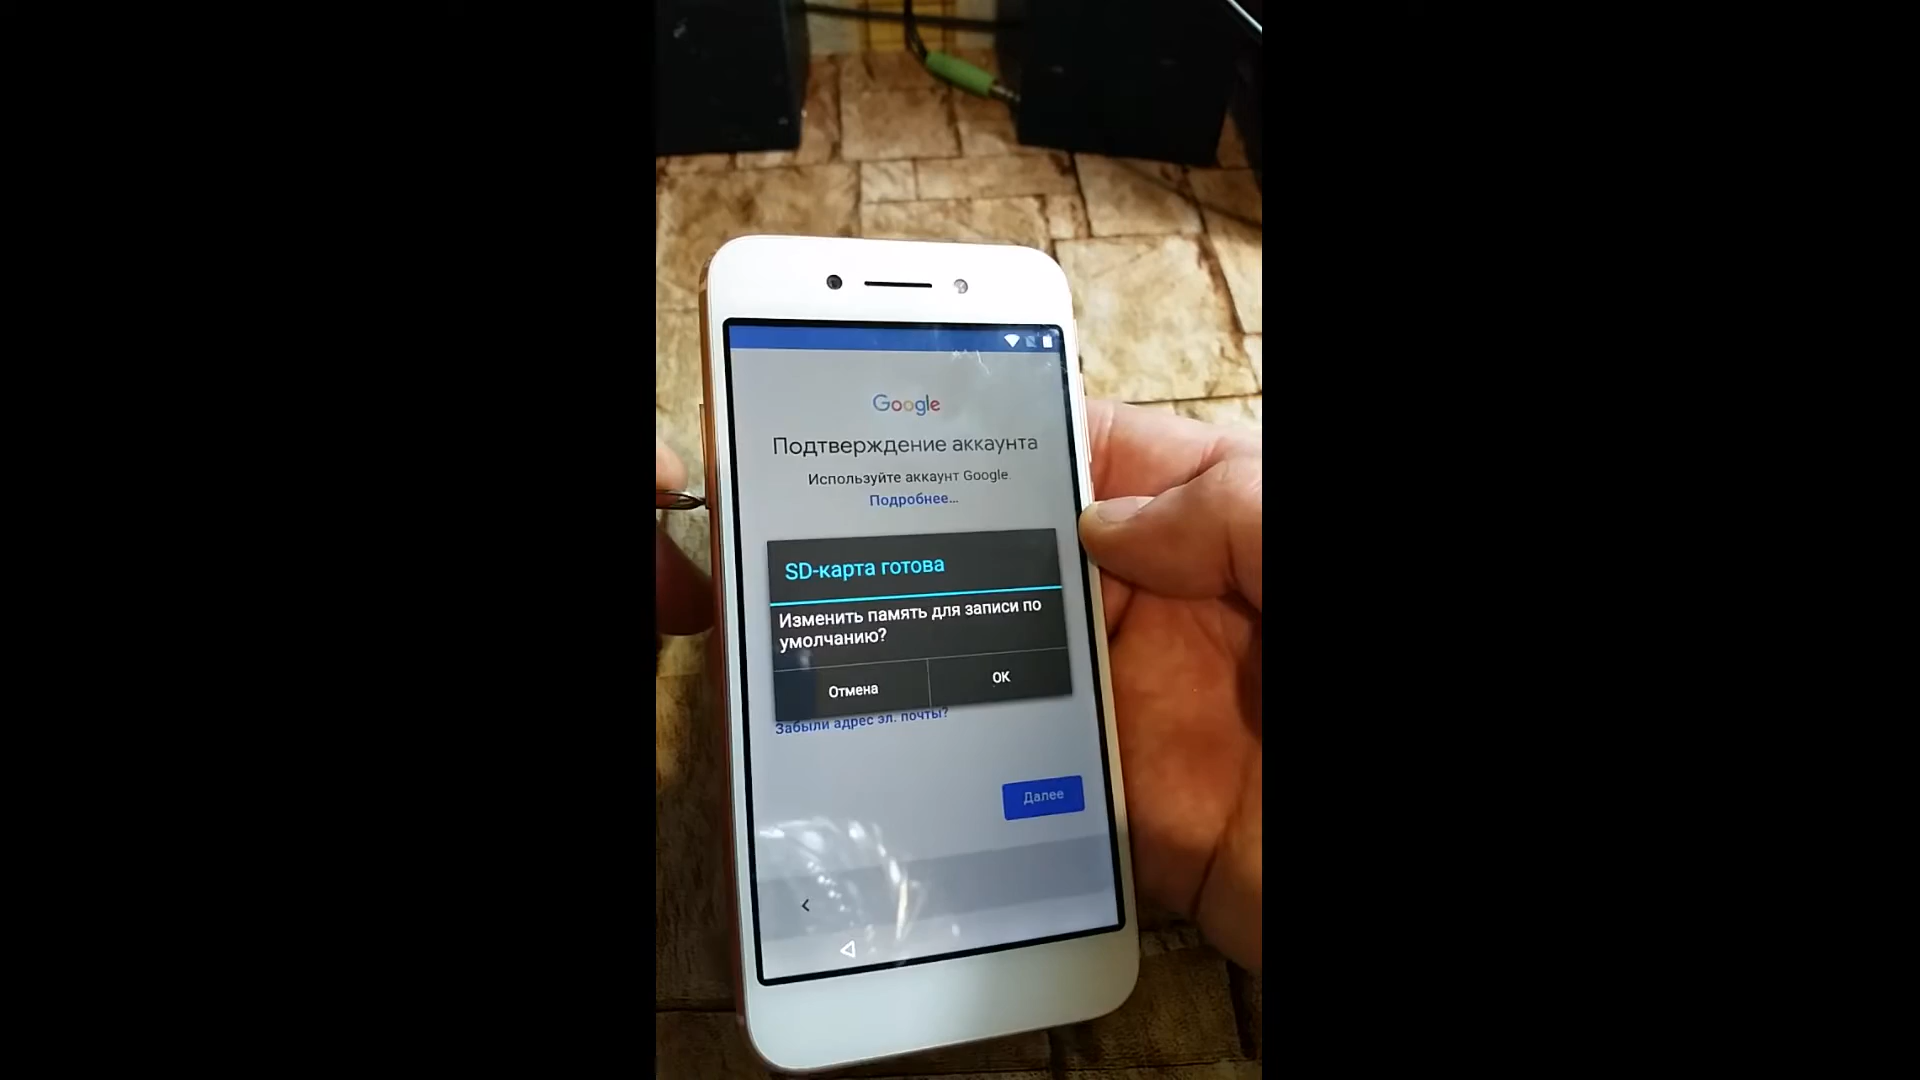 Google
Подтверждение аккаунта
Используйте аккаунт Google.
Подробнее...
SD-карта готова
Изменить память для записи по
умолчанию?
Отмена
OK
Забыли адрес эл. почты?
Далее